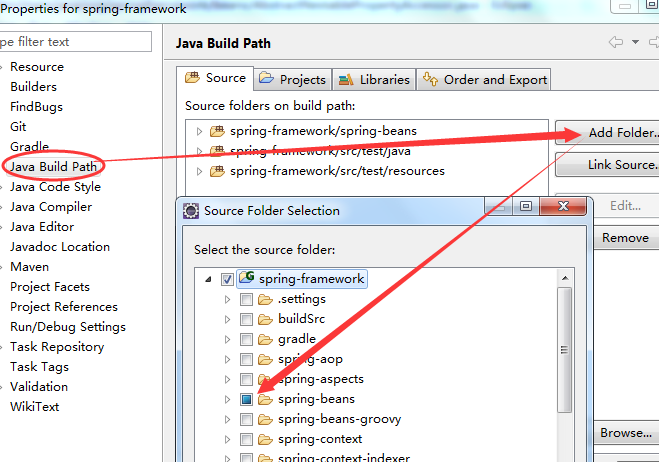 Properties for spring-framework
pe filter text
Resource
Builders
FindBugs
Git
Gradle
Java Build Path
Java Code Style
Java Compiler
Java Editor
Javadoc Location
Maven
Project Facets
Project References
Run/Debug Settings
Task Repository
Task Tags
Validation
WikiText
Java Build Path
Source
Projects
Libraries
Order and Export
Source folders on build path:
spring-framework/spring-beans
spring-framework/src/test/java
spring-framework/src/test/resources
Add Folder...
Link Source...
Edit...
Remove
Browse...
Source Folder Selection
Select the source folder:
spring-framework
.settings
buildSrc
gradle
spring-aop
spring-aspects
spring-beans
spring-beans-groovy
spring-context
spring-context-indexer